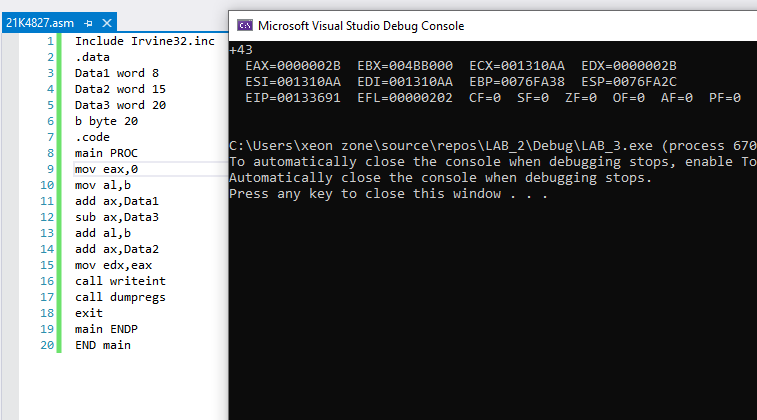 21K4827.asm
1 Include Irvine32.inc
2 .data
3 Data1 word 8
4 Data2 word 15
5 Data3 word 20
6 b byte 20
7 .code
8 main PROC
9 mov eax,0
10 mov al,b
11 add ax,Data1
12 sub ax,Data3
13 add al,b
14 add ax,Data2
15 mov edx,eax
16 call writeint
17 call dumpregs
18 exit
19 main ENDP
20 END main
Microsoft Visual Studio Debug Console
+43
EAX=0000002B EBX=004BB000 ECX=001310AA EDX=0000002B
ESI=001310AA EDI=001310AA EBP=0076FA38 ESP=0076FA2C
EIP=00133691 EFL=00000202 CF=0 SF=0 ZF=0 OF=0 AF=0 PF=0
C:\Users\xeon zone\source\repos\LAB_2\Debug\LAB_3.exe (process 670
To automatically close the console when debugging stops, enable To
Automatically close the console when debugging stops.
Press any key to close this window . . .